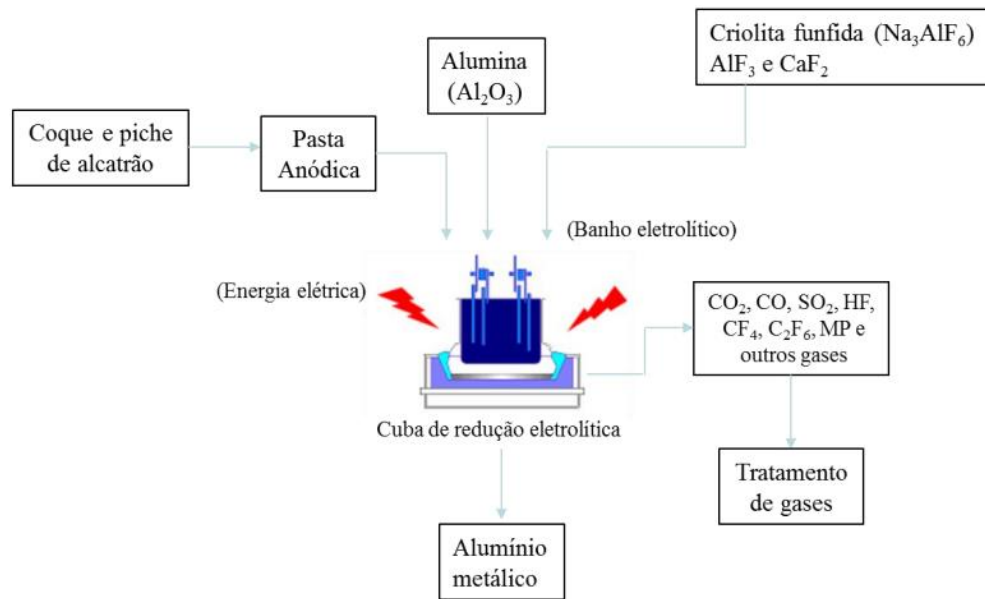 Criolita funfida (Na₃AlF₆)
AlF₃ e CaF₂
Alumina
(Al₂O₃)
Coque e piche
de alcatrão
Pasta
Anódica
(Banho eletrolítico)
(Energia elétrica)
CO₂, CO, SO₂, HF,
CF₄, C₂F₆, MP e
outros gases
Cuba de redução eletrolítica
Tratamento
de gases
Alumínio
metálico